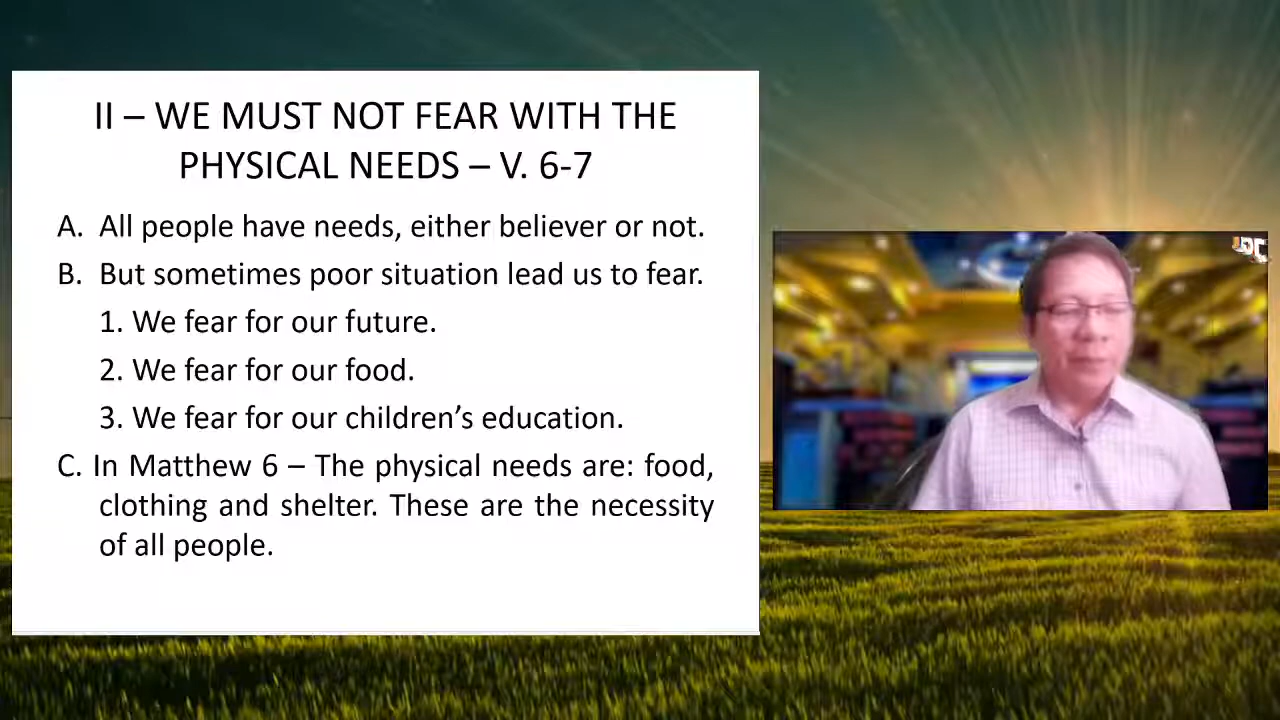 II – WE MUST NOT FEAR WITH THE
PHYSICAL NEEDS – V. 6-7
A. All people have needs, either believer or not.
B. But sometimes poor situation lead us to fear.
1. We fear for our future.
2. We fear for our food.
3. We fear for our children’s education.
C. In Matthew 6 – The physical needs are: food,
clothing and shelter. These are the necessity
of all people.